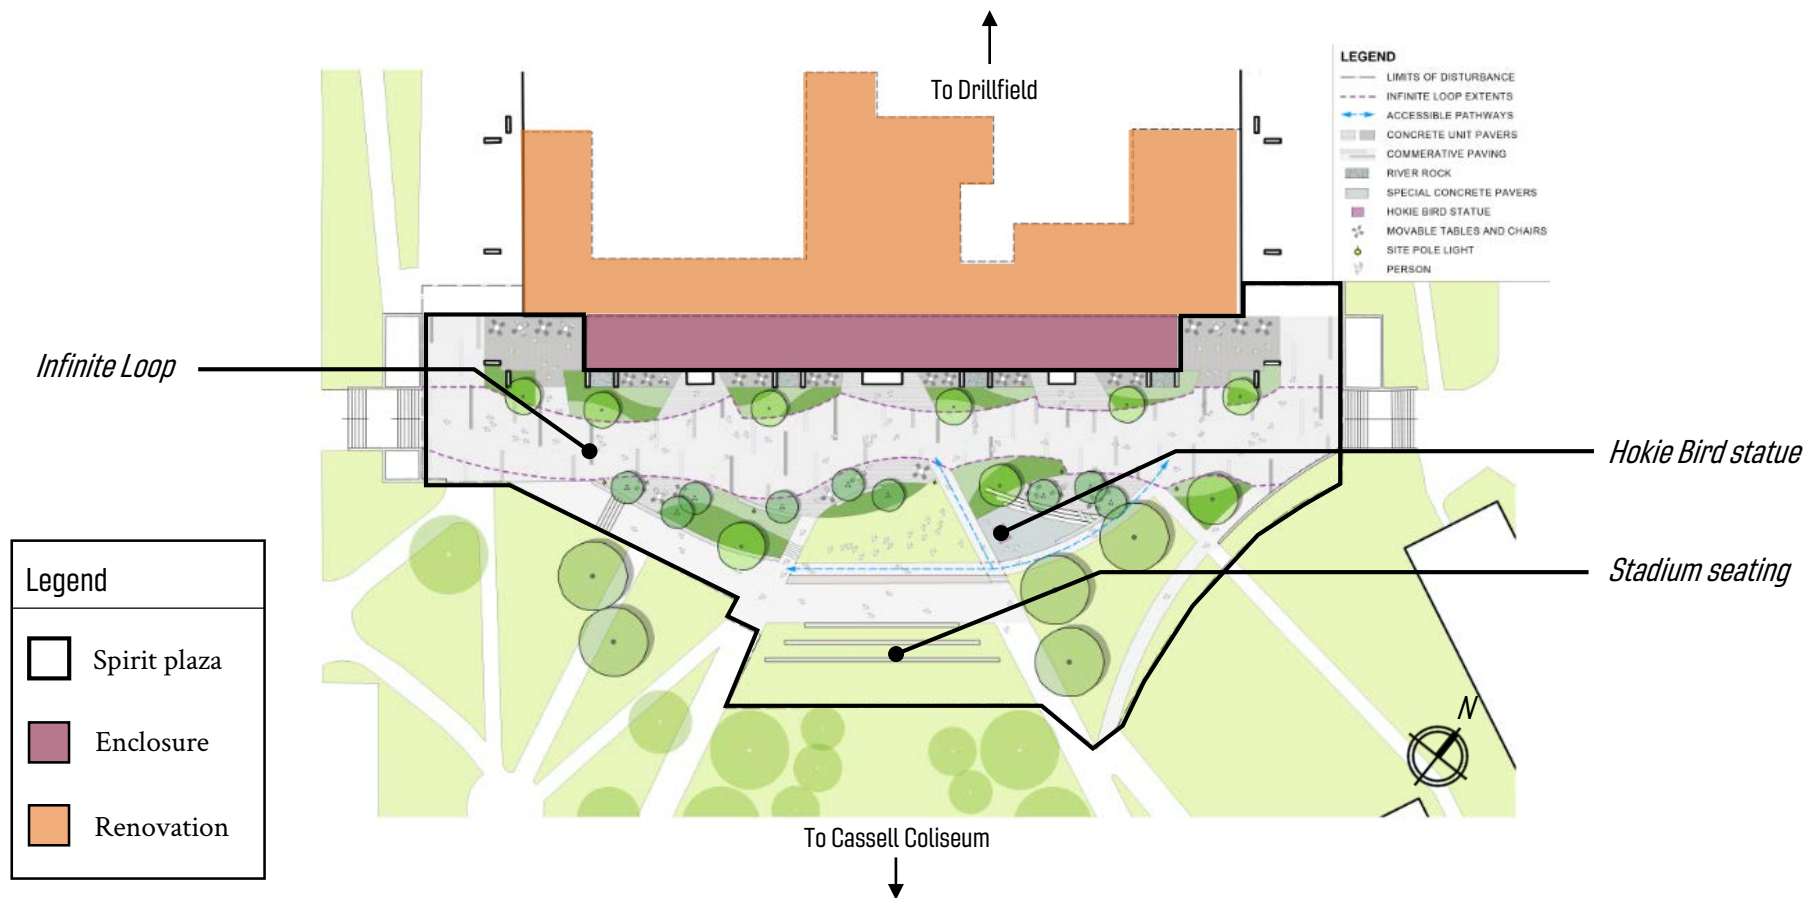 To Drillfield
LEGEND
LIMITS OF DISTURBANCE
INFINITE LOOP EXTENTS
ACCESSIBLE PATHWAYS
CONCRETE UNIT PAVERS
COMMERATIVE PAVING
RIVER ROCK
SPECIAL CONCRETE PAVERS
HOKIE BIRD STATUE
MOVABLE TABLES AND CHAIRS
SITE POLE LIGHT
PERSON
Infinite Loop
Hokie Bird statue
Stadium seating
Legend
Spirit plaza
Enclosure
Renovation
N
To Cassell Coliseum